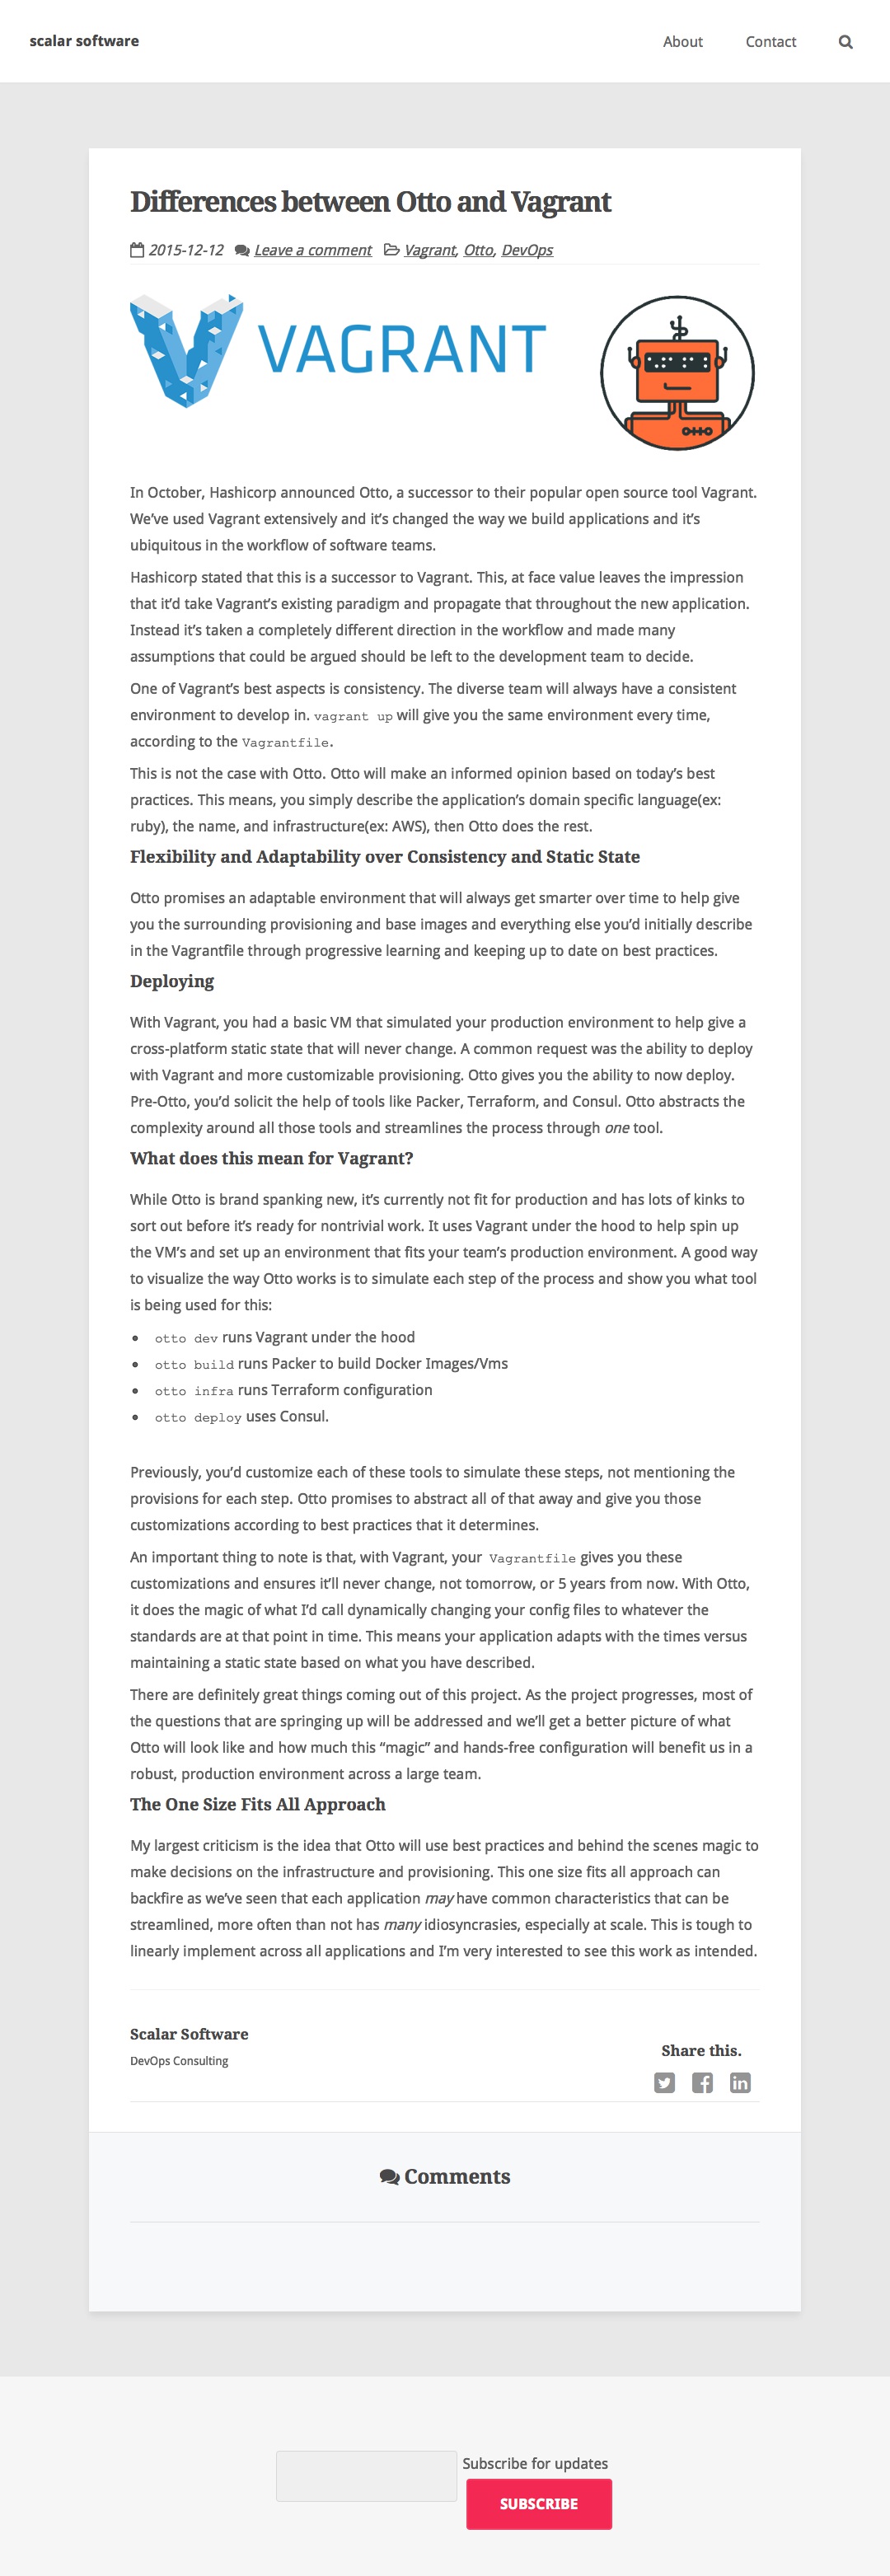 scalar software
About Contact
Differences between Otto and Vagrant
2015-12-12 Leave a comment Vagrant, Otto, DevOps
VAGRANT
In October, Hashicorp announced Otto, a successor to their popular open source tool Vagrant.
We’ve used Vagrant extensively and it’s changed the way we build applications and it’s
ubiquitous in the workflow of software teams.
Hashicorp stated that this is a successor to Vagrant. This, at face value leaves the impression
that it’d take Vagrant’s existing paradigm and propagate that throughout the new application.
Instead it’s taken a completely different direction in the workflow and made many
assumptions that could be argued should be left to the development team to decide.
One of Vagrant’s best aspects is consistency. The diverse team will always have a consistent
environment to develop in. vagrant up will give you the same environment every time,
according to the Vagrantfile.
This is not the case with Otto. Otto will make an informed opinion based on today’s best
practices. This means, you simply describe the application’s domain specific language(ex:
ruby), the name, and infrastructure(ex: AWS), then Otto does the rest.
Flexibility and Adaptability over Consistency and Static State
Otto promises an adaptable environment that will always get smarter over time to help give
you the surrounding provisioning and base images and everything else you’d initially describe
in the Vagrantfile through progressive learning and keeping up to date on best practices.
Deploying
With Vagrant, you had a basic VM that simulated your production environment to help give a
cross-platform static state that will never change. A common request was the ability to deploy
with Vagrant and more customizable provisioning. Otto gives you the ability to now deploy.
Pre-Otto, you’d solicit the help of tools like Packer, Terraform, and Consul. Otto abstracts the
complexity around all those tools and streamlines the process through one tool.
What does this mean for Vagrant?
While Otto is brand spanking new, it’s currently not fit for production and has lots of kinks to
sort out before it’s ready for nontrivial work. It uses Vagrant under the hood to help spin up
the VM’s and set up an environment that fits your team’s production environment. A good way
to visualize the way Otto works is to simulate each step of the process and show you what tool
is being used for this:
• otto dev runs Vagrant under the hood
• otto build runs Packer to build Docker Images/Vms
• otto infra runs Terraform configuration
• otto deploy uses Consul.
Previously, you’d customize each of these tools to simulate these steps, not mentioning the
provisions for each step. Otto promises to abstract all of that away and give you those
customizations according to best practices that it determines.
An important thing to note is that, with Vagrant, your Vagrantfile gives you these
customizations and ensures it’ll never change, not tomorrow, or 5 years from now. With Otto,
it does the magic of what I’d call dynamically changing your config files to whatever the
standards are at that point in time. This means your application adapts with the times versus
maintaining a static state based on what you have described.
There are definitely great things coming out of this project. As the project progresses, most of
the questions that are springing up will be addressed and we’ll get a better picture of what
Otto will look like and how much this “magic” and hands-free configuration will benefit us in a
robust, production environment across a large team.
The One Size Fits All Approach
My largest criticism is the idea that Otto will use best practices and behind the scenes magic to
make decisions on the infrastructure and provisioning. This one size fits all approach can
backfire as we’ve seen that each application may have common characteristics that can be
streamlined, more often than not has many idiosyncrasies, especially at scale. This is tough to
linearly implement across all applications and I’m very interested to see this work as intended.
Scalar Software
DevOps Consulting
Share this.
Comments
Subscribe for updates
SUBSCRIBE